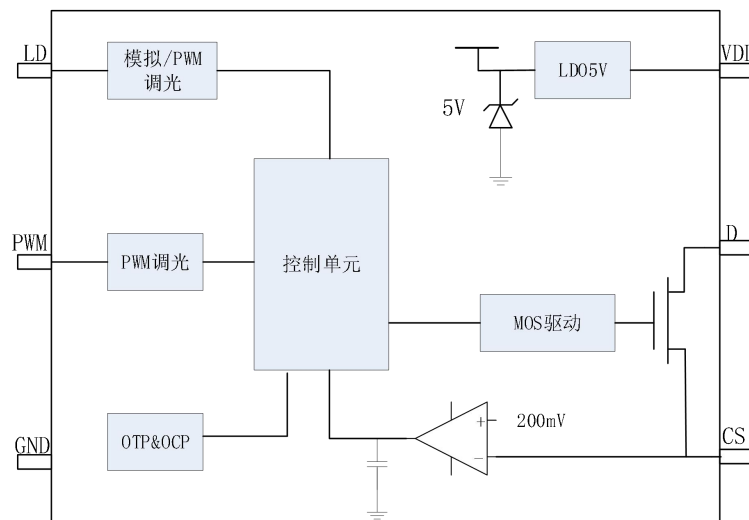 LD
模拟/PWM
调光
LDO5V
VDD
5V
PWM
PWM调光
控制单元
D
MOS驱动
OTP&OCP
200mV
+
-
GND
CS